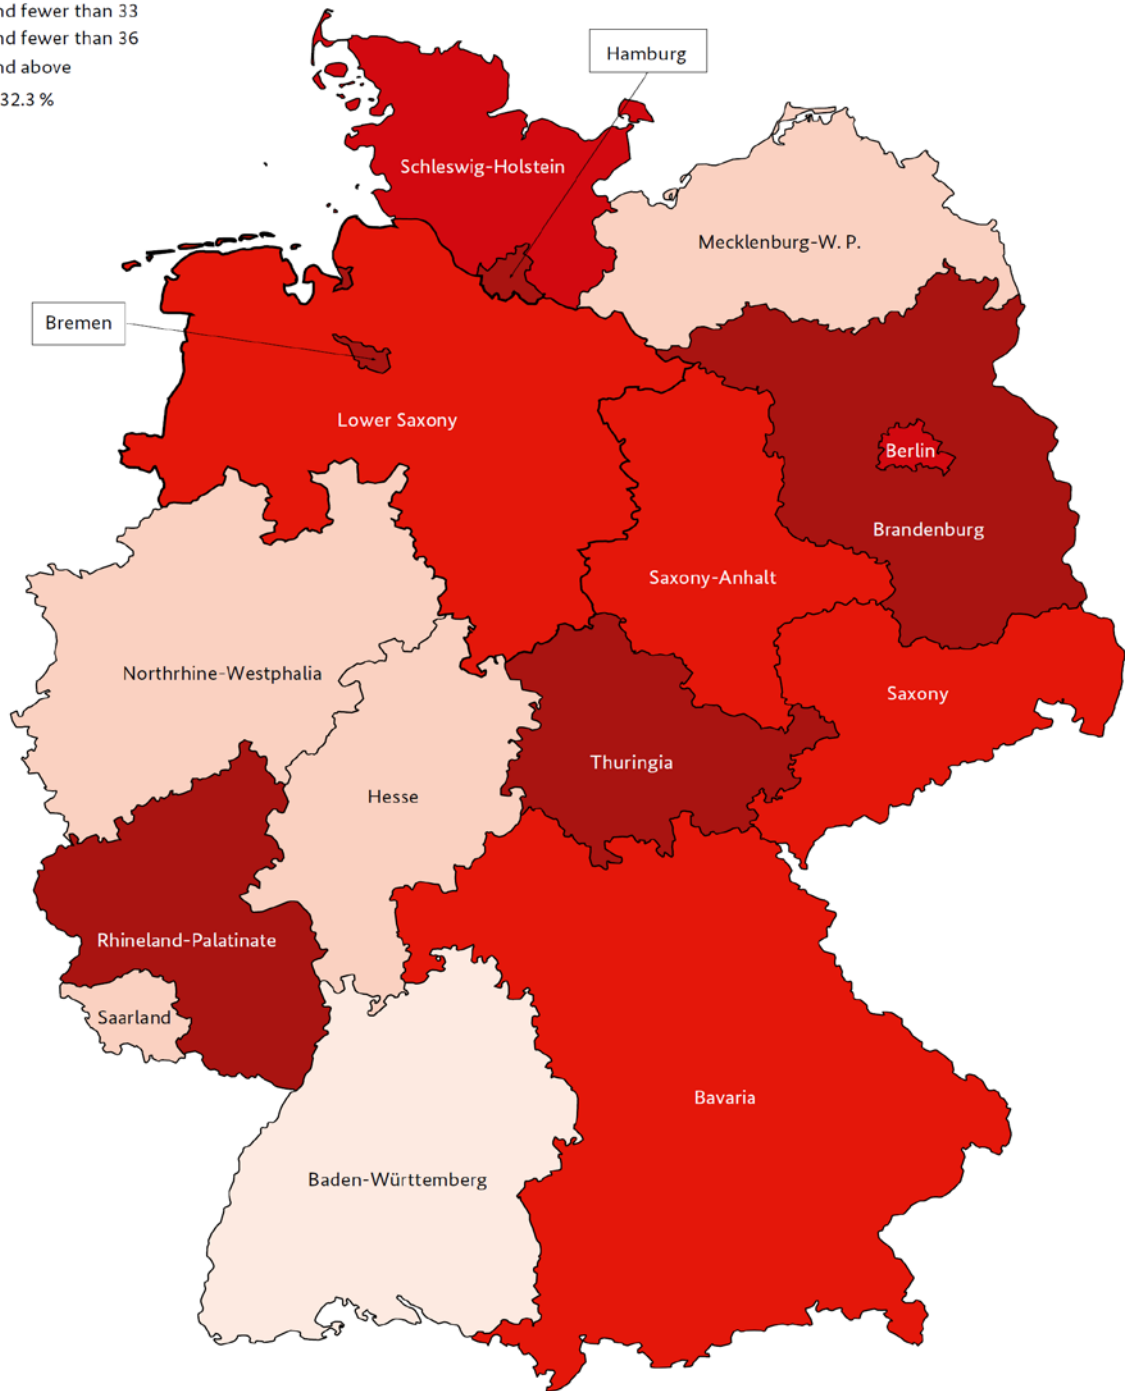 nd fewer than 33
nd fewer than 36
nd above
32.3 %
Hamburg
Schleswig-Holstein
Mecklenburg-W. P.
Bremen
Lower Saxony
Berlin
Brandenburg
Saxony-Anhalt
Northrhine-Westphalia
Saxony
Thuringia
Hesse
Rhineland-Palatinate
Saarland
Bavaria
Baden-Württemberg